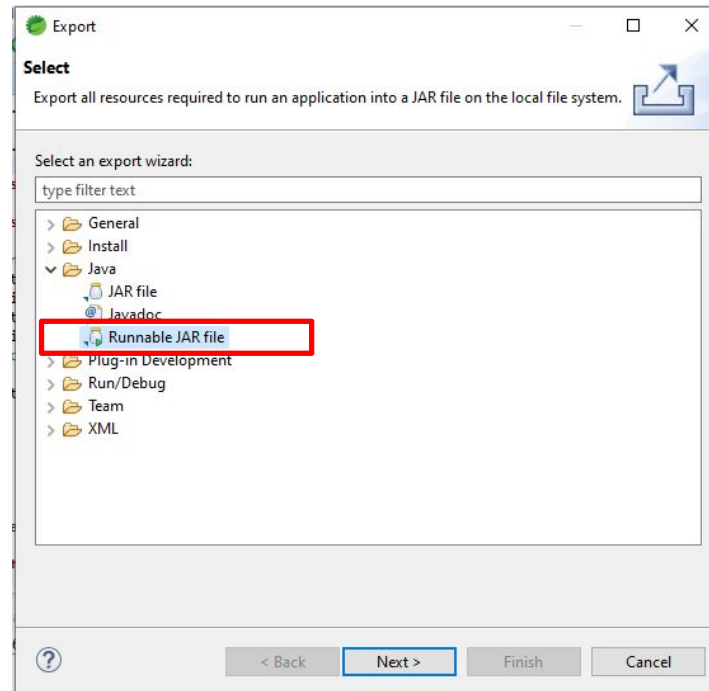 Export
Select
Export all resources required to run an application into a JAR file on the local file system.
Select an export wizard:
type filter text
General
Install
Java
JAR file
Javadoc
Runnable JAR file
Plug-in Development
Run/Debug
Team
XML
?
< Back
Next >
Finish
Cancel